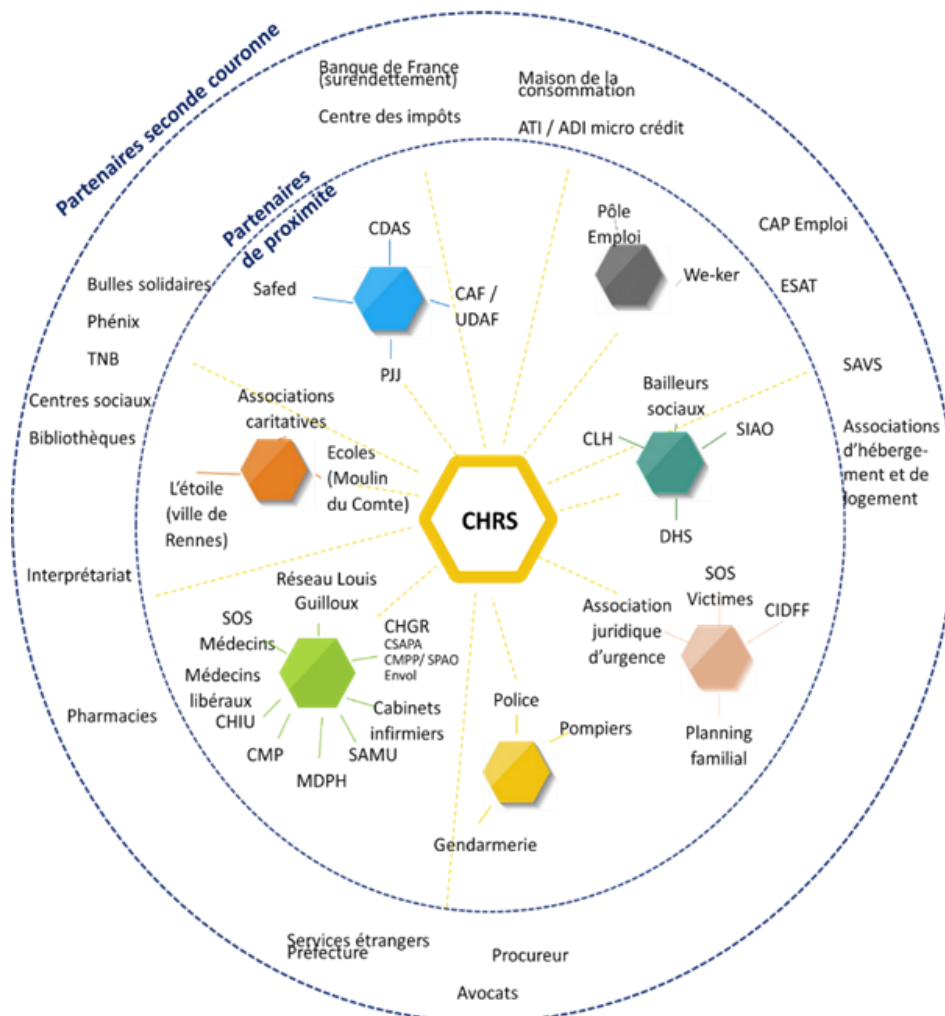 Partenaires seconde couronne
Banque de France
(surendettement)
Centre des impôts
Maison de la
consommation
ATI / ADI micro crédit
Partenaires
de proximité
CDAS
Safed
CAF /
UDAF
PJJ
Pôle
Emploi
We-ker
CAP Emploi
ESAT
Bulles solidaires
Phénix
TNB
Centres sociaux
Bibliothèques
Associations
caritatives
Ecoles
(Moulin
du Comte)
L'étoile
(ville de
Rennes)
CHRS
Bailleurs
sociaux
CLH
SIAO
DHS
SAVS
Associations
d'héberge-
ment et de
logement
Interprétariat
Pharmacies
Réseau Louis
Guilloux
SOS
Médecins
CHGR
CSAPA
CMPP/ SPAO
Envol
Médecins
libéraux
CHIU
Cabinets
infirmiers
CMP
SAMU
MDPH
Police
Pompiers
Gendarmerie
Association
juridique
d'urgence
SOS
Victimes
CIDFF
Planning
familial
Services étrangers
Préfecture
Procureur
Avocats